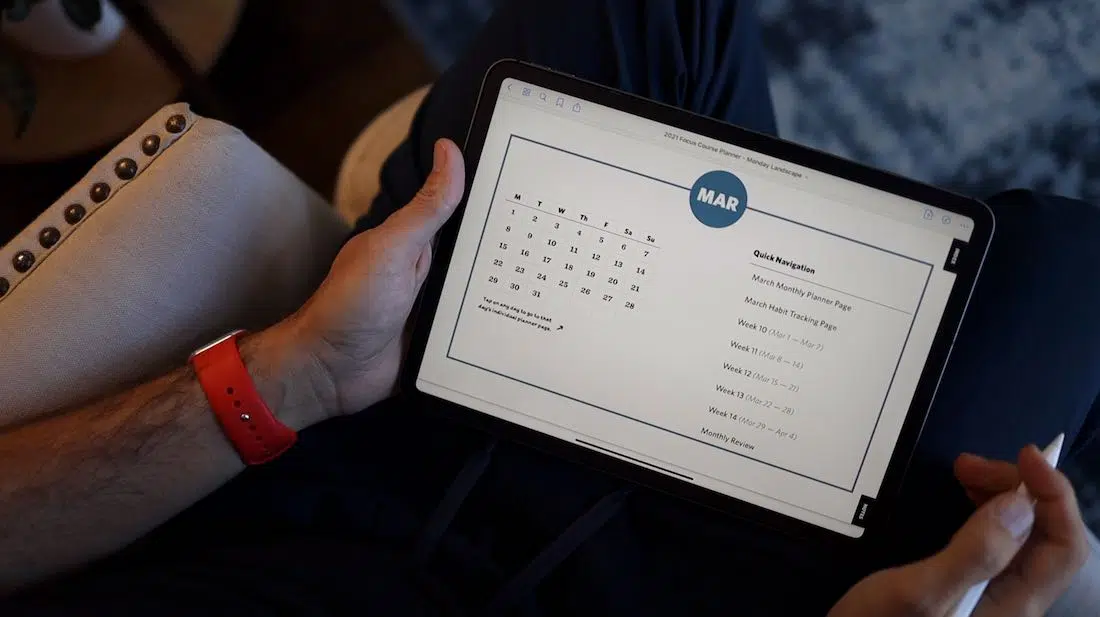 2021 Focus Course Planner - Monday Landscape
MAR
M T W Th F Sa Su
1 2 3 4 5 6 7
8 9 10 11 12 13 14
15 16 17 18 19 20 21
22 23 24 25 26 27 28
29 30 31
Tap on any day to go to that
day's individual planner page.
Quick Navigation
March Monthly Planner Page
March Habit Tracking Page
Week 10 (Mar 1 — Mar 7)
Week 11 (Mar 8 — 14)
Week 12 (Mar 15 — 21)
Week 13 (Mar 22 — 28)
Week 14 (Mar 29 — Apr 4)
Monthly Review
INDEX
NOTES